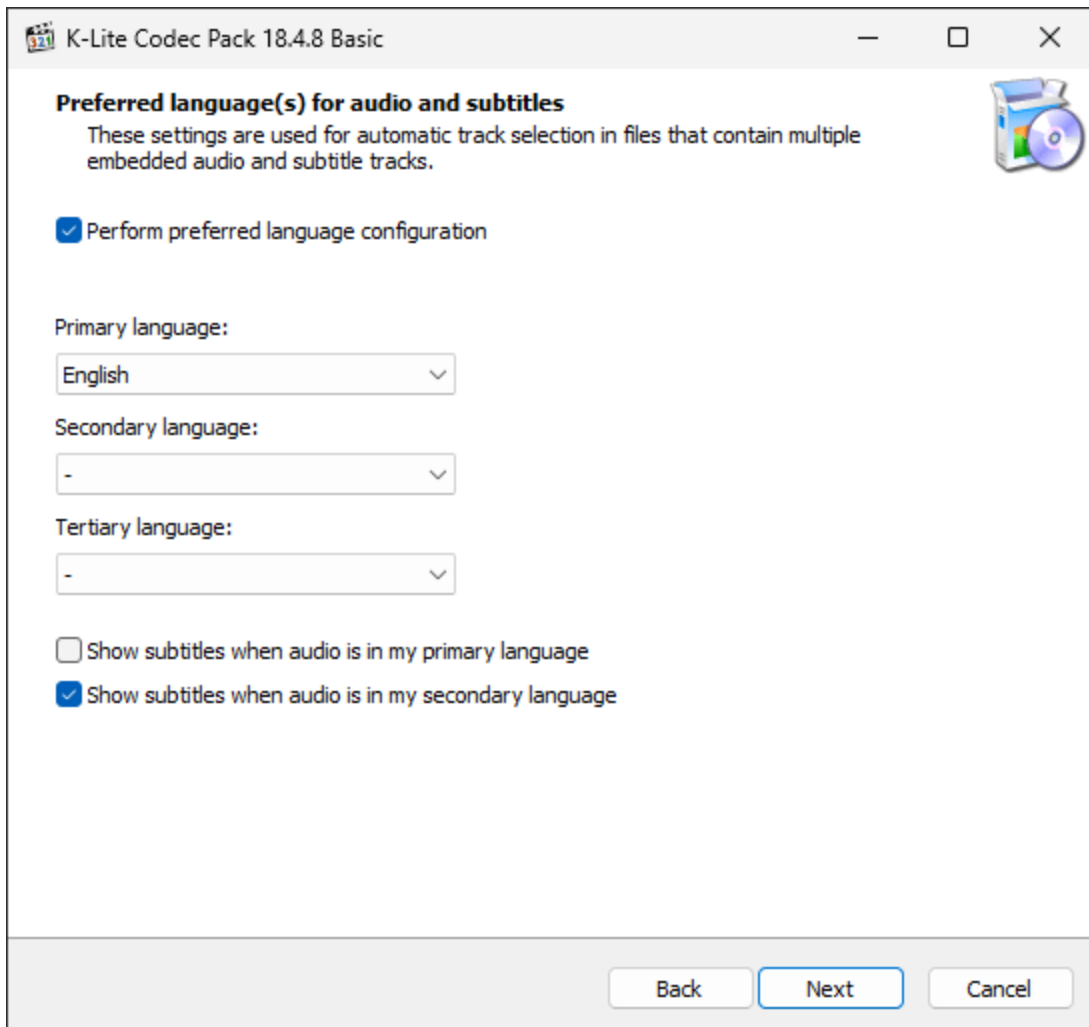 K-Lite Codec Pack 18.4.8 Basic
Preferred language(s) for audio and subtitles
These settings are used for automatic track selection in files that contain multiple
embedded audio and subtitle tracks.
Perform preferred language configuration
Primary language:
English
Secondary language:
-
Tertiary language:
-
Show subtitles when audio is in my primary language
Show subtitles when audio is in my secondary language
Back
Next
Cancel